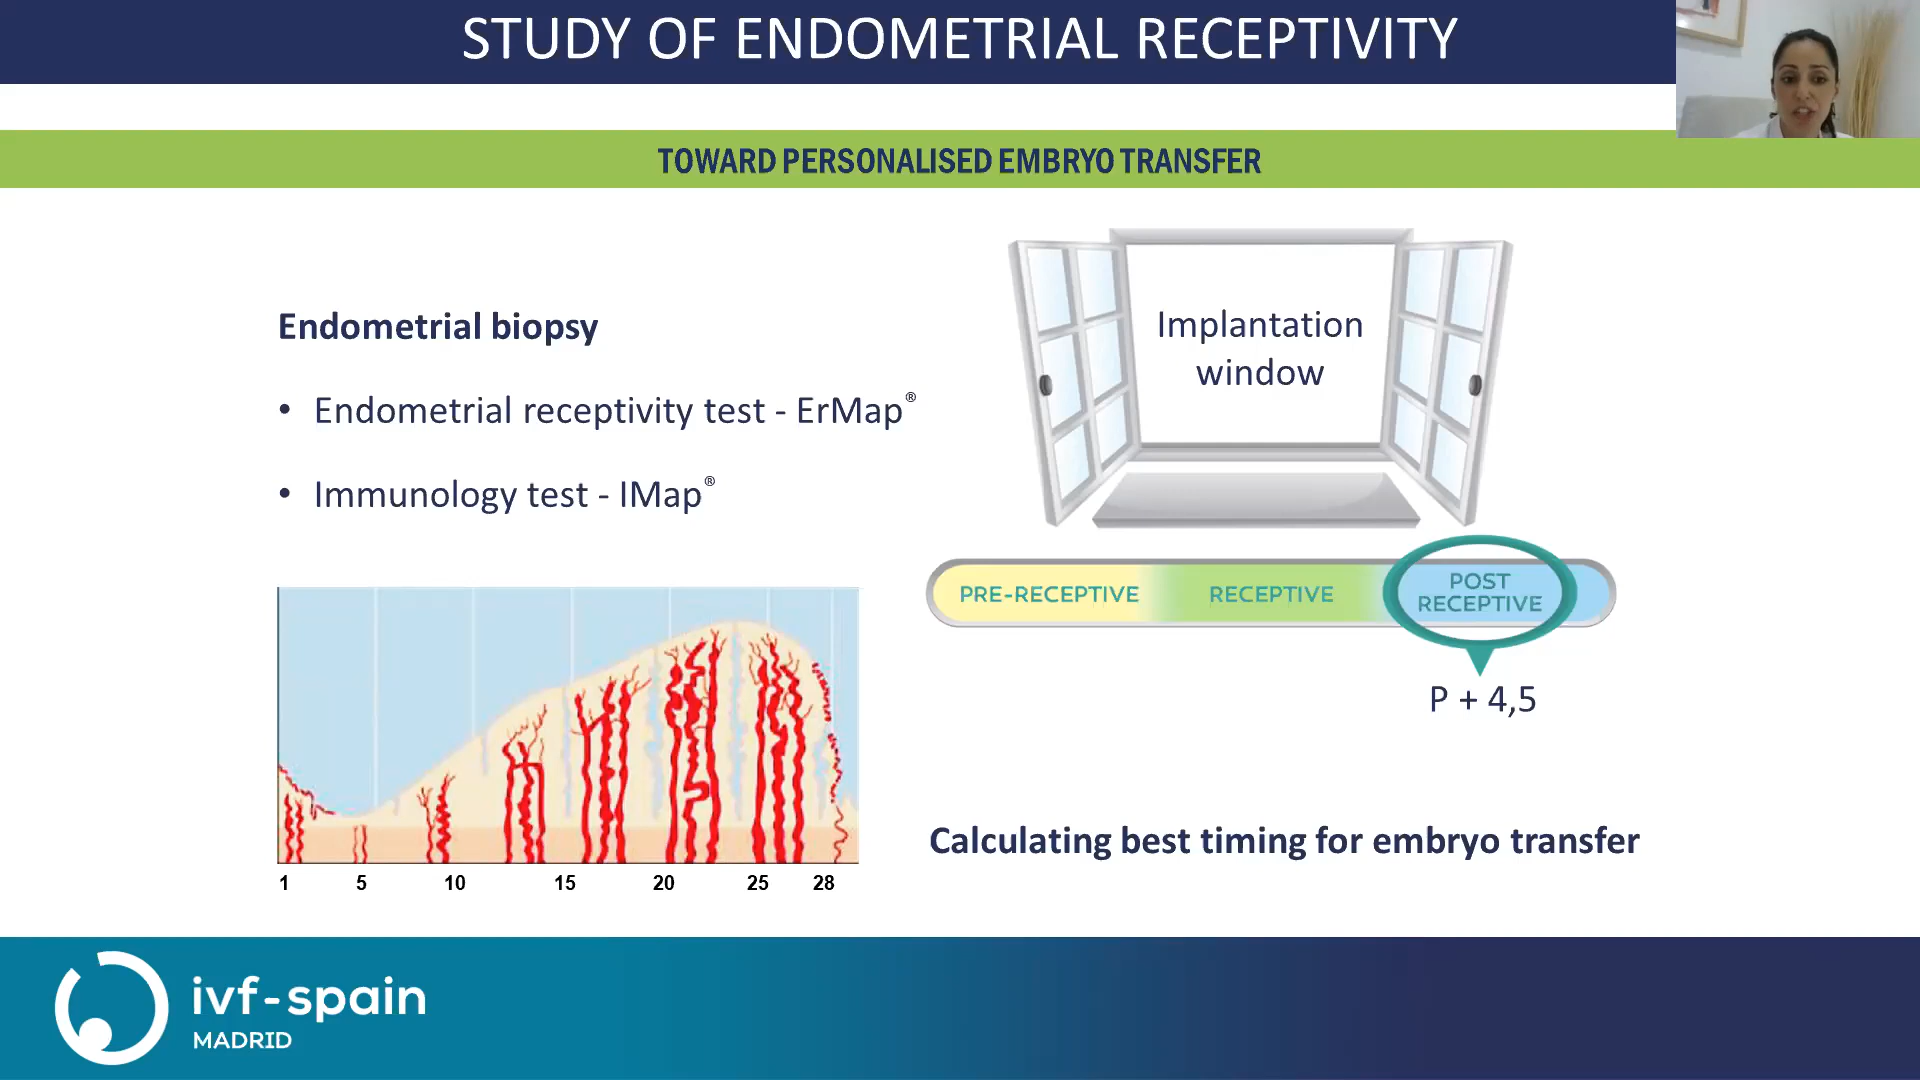 STUDY OF ENDOMETRIAL RECEPTIVITY
TOWARD PERSONALISED EMBRYO TRANSFER
Endometrial biopsy
• Endometrial receptivity test - ErMap®
• Immunology test - IMap®
Implantation
window
PRE-RECEPTIVE
RECEPTIVE
POST
RECEPTIVE
P + 4,5
1 5 10 15 20 25 28
Calculating best timing for embryo transfer
ivf-spain
MADRID